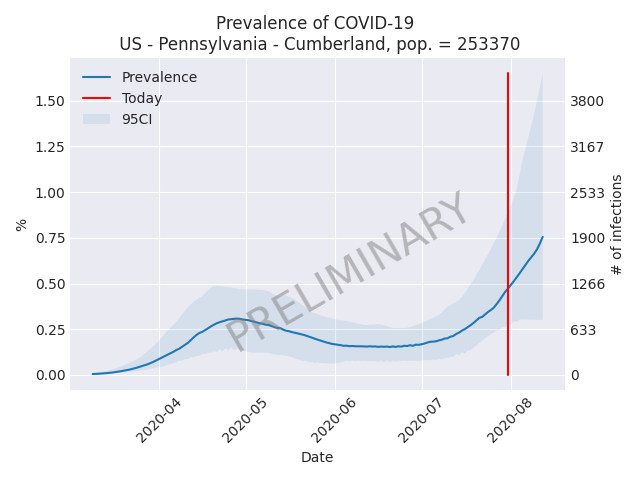 Prevalence of COVID-19
US - Pennsylvania - Cumberland, pop. = 253370
Prevalence
Today
95CI
1.50
1.25
1.00
0.75
0.50
0.25
0.00
%
3800
3167
2533
1900
1266
633
0
# of infections
PRELIMINARY
2020-04
2020-05
2020-06
2020-07
2020-08
Date